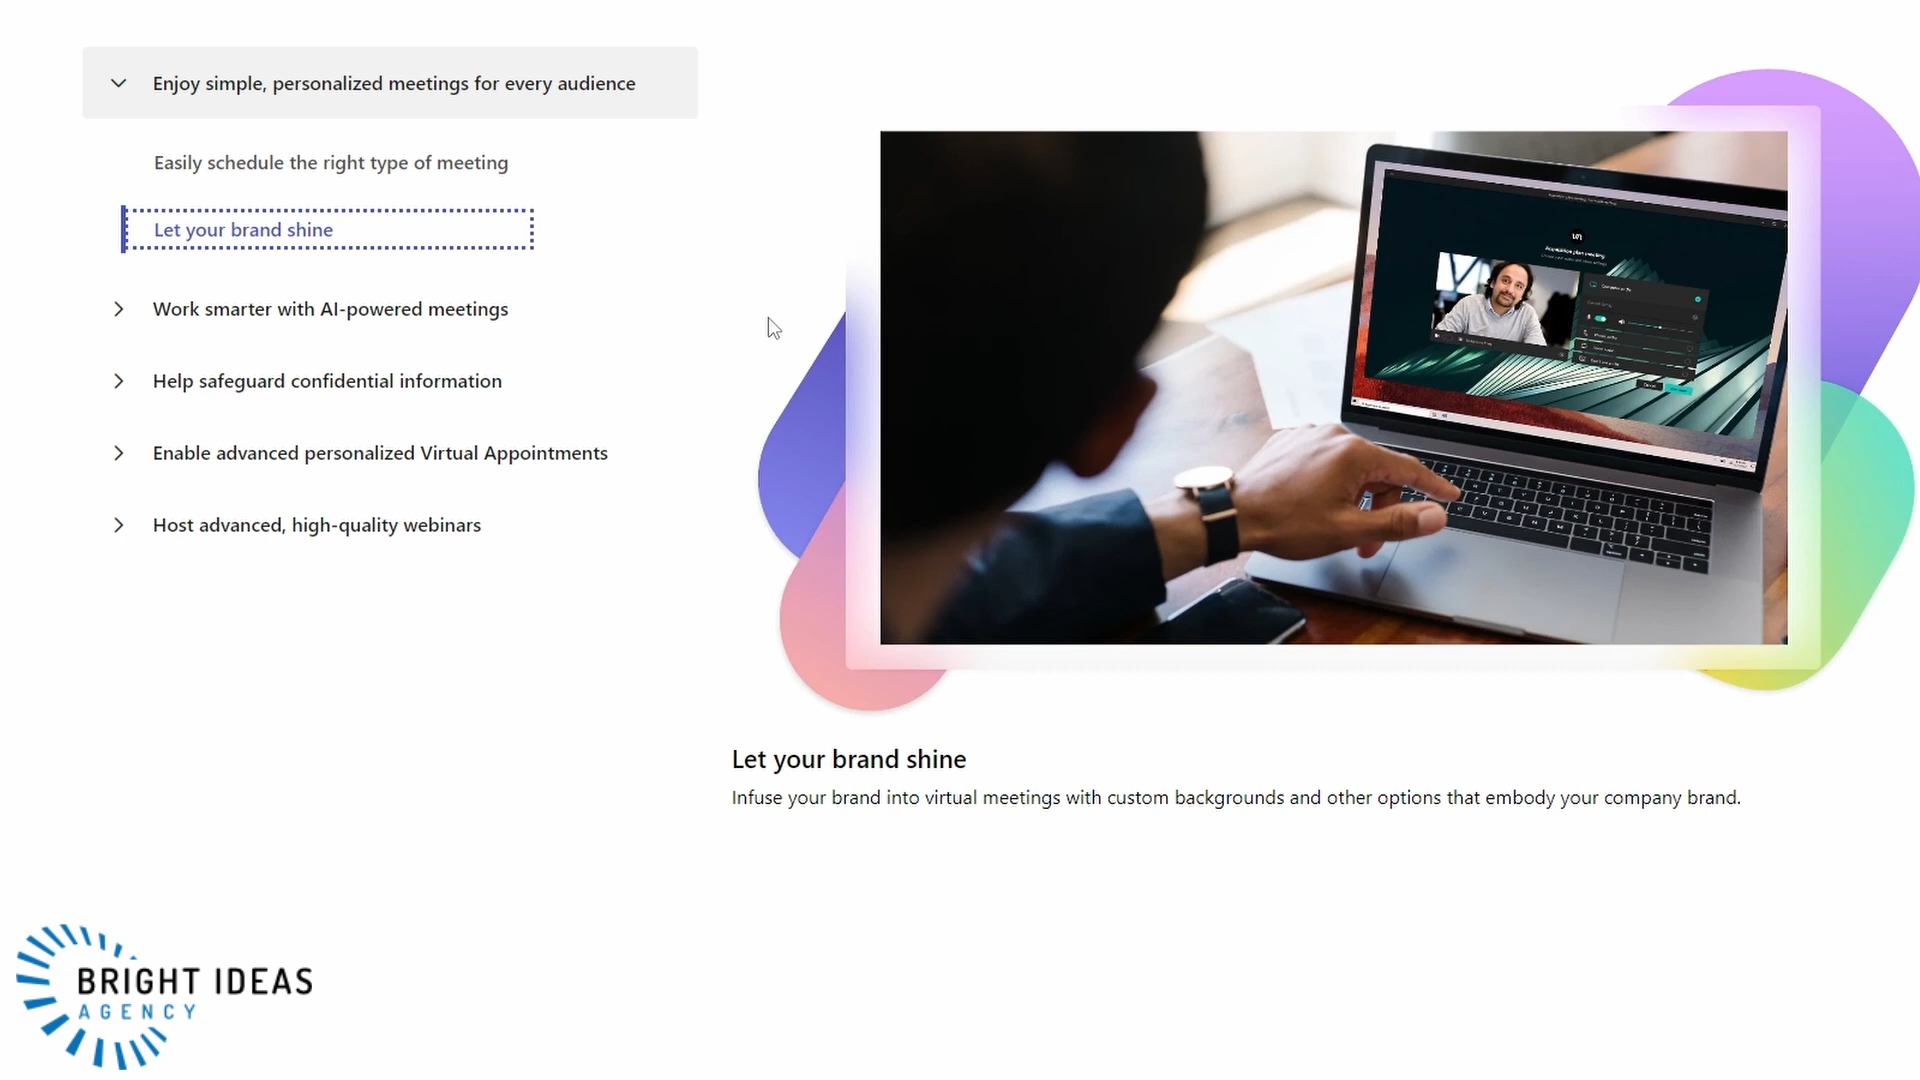 Enjoy simple, personalized meetings for every audience
Easily schedule the right type of meeting
Let your brand shine
Work smarter with AI-powered meetings
Help safeguard confidential information
Enable advanced personalized Virtual Appointments
Host advanced, high-quality webinars
Acquisition plan meeting
Let your brand shine
Infuse your brand into virtual meetings with custom backgrounds and other options that embody your company brand.
BRIGHT IDEAS
AGENCY